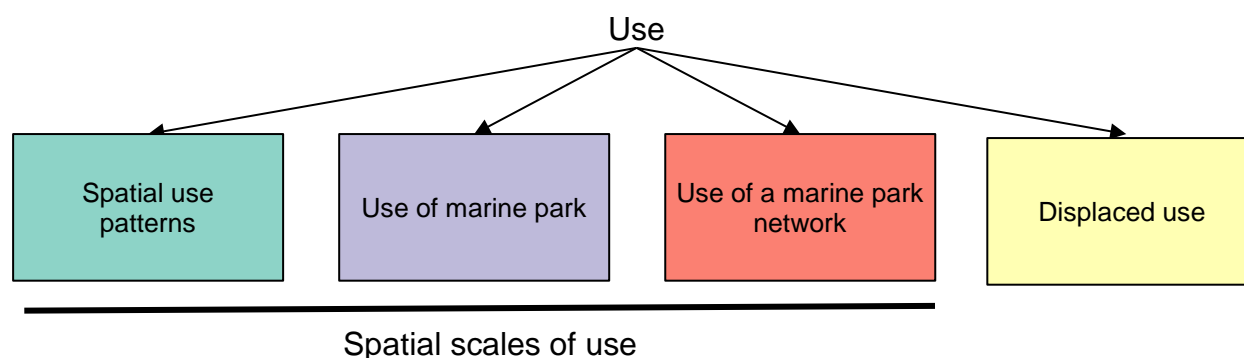 Use
Spatial use
patterns
Use of marine park
Use of a marine park
network
Displaced use
Spatial scales of use